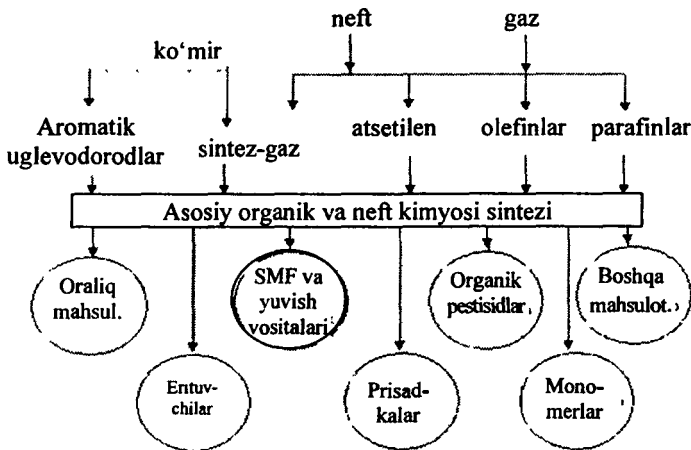 neft
gaz
ko‘mir
Aromatik
uglevodorodlar
sintez-gaz
atsetilen
olefinlar
parafinlar
Asosiy organik va neft kimyosi sintezi
Oraliq
mahsul.
SMF va
yuvish
vositalari
Organik
pestisidlar
Boshqa
mahsulot.
Erituv-
chilar
Prisad-
kalar
Mono-
merlar